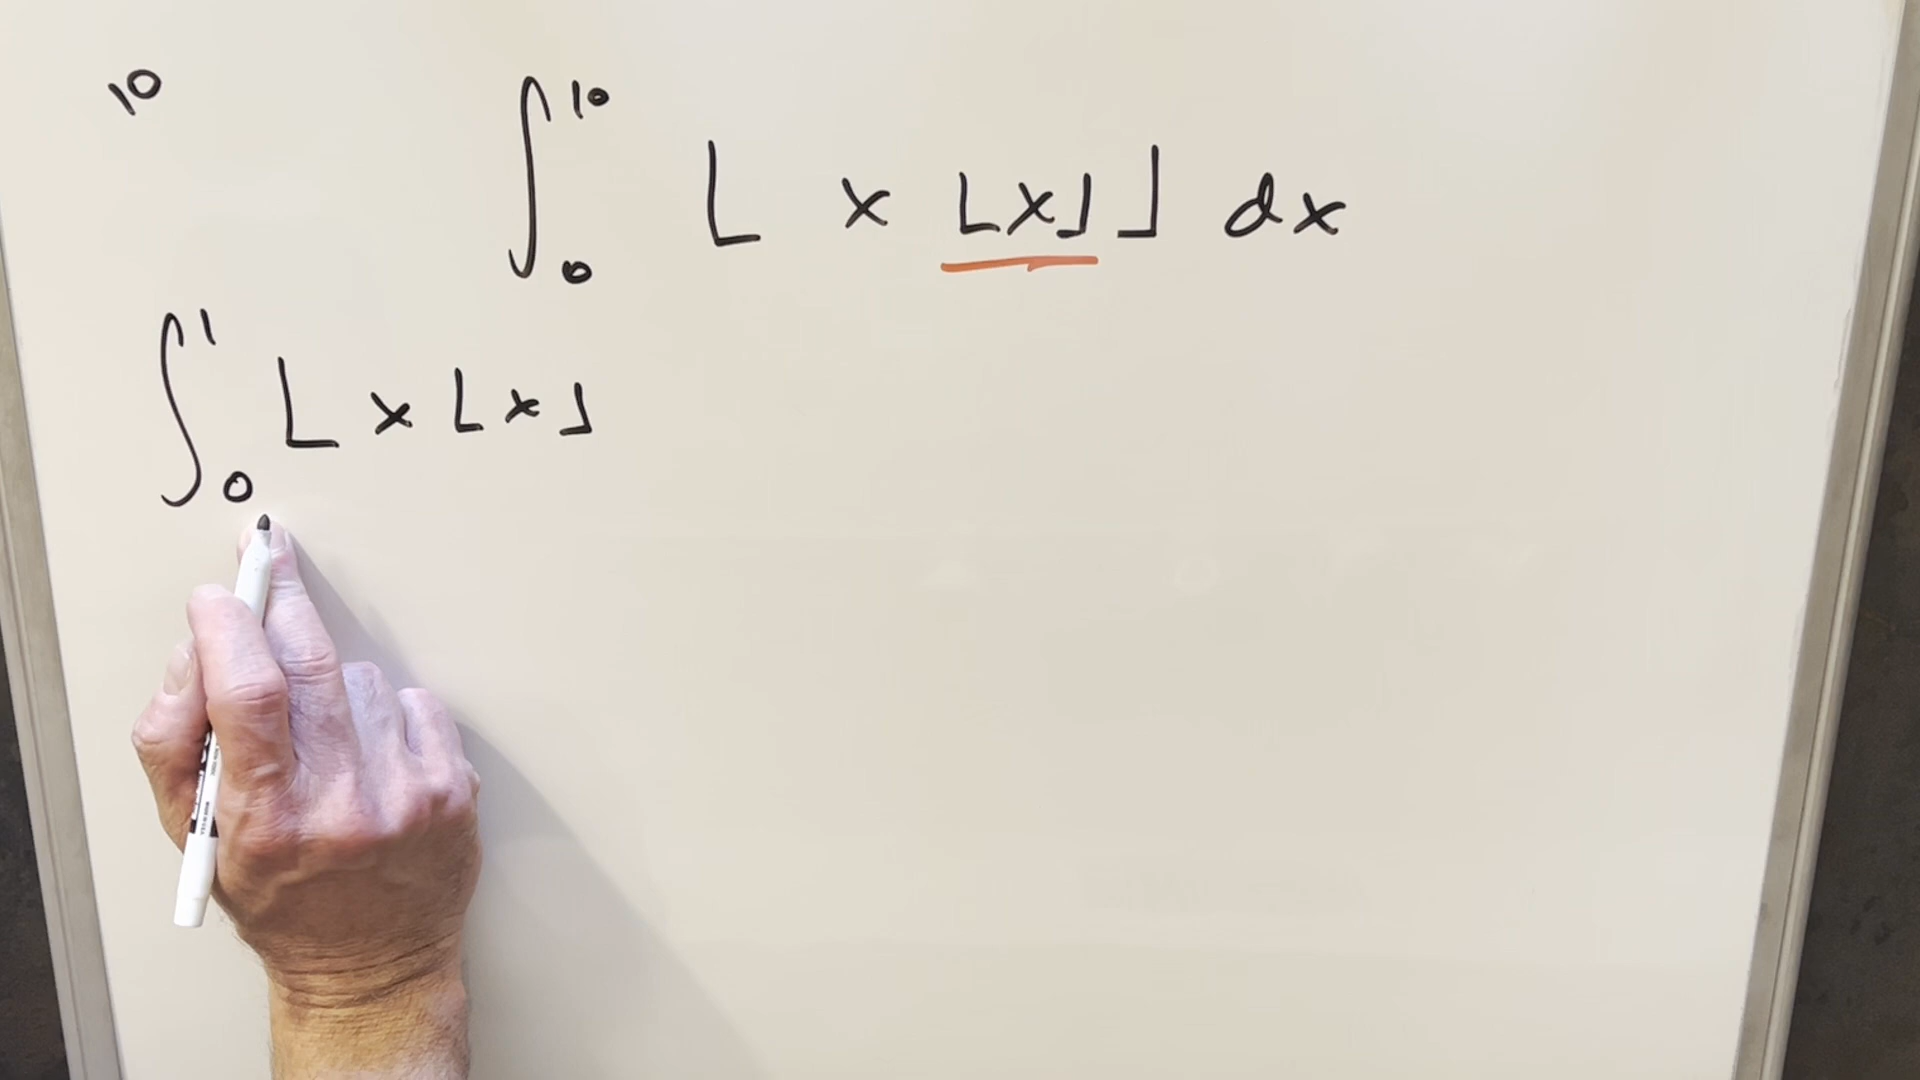 10
∫₀¹⁰ ⌊ x ⌊x⌋ ⌋ dx
∫₀¹ ⌊ x ⌊ x ⌋